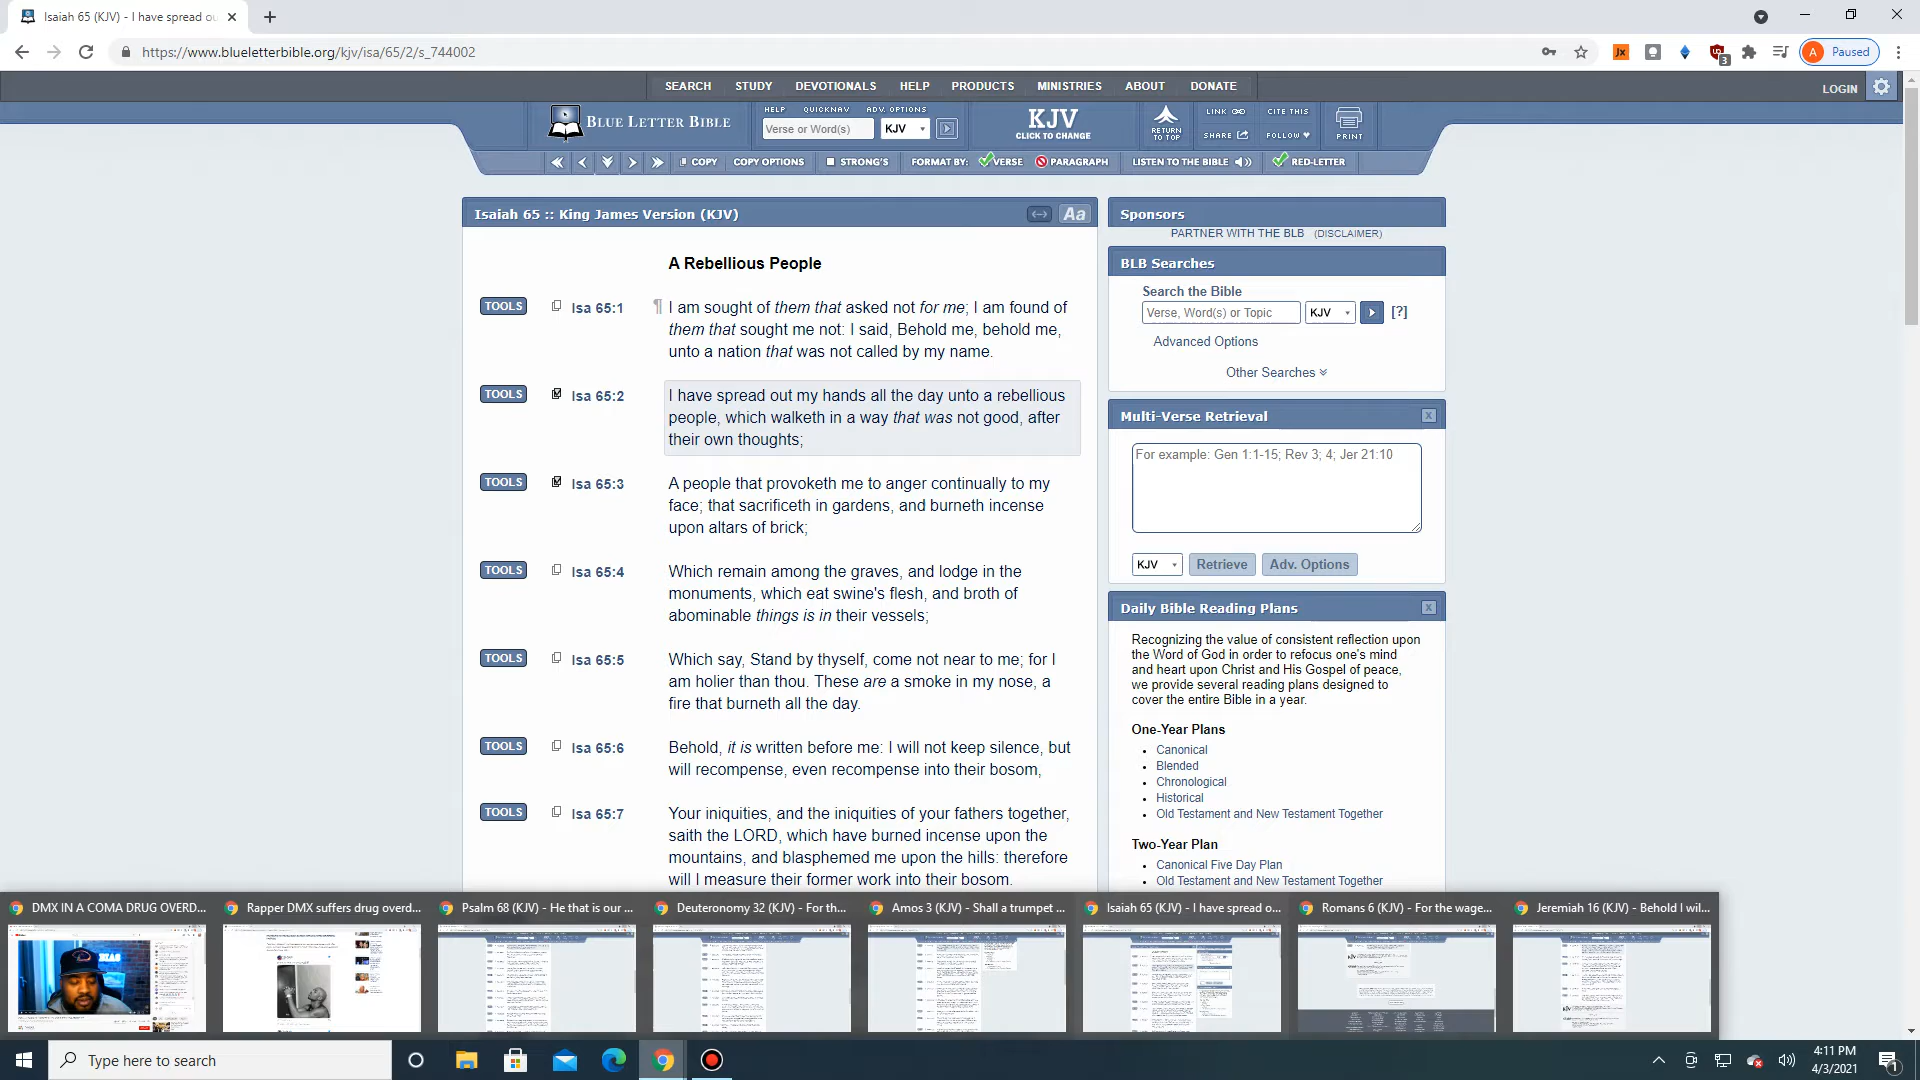 Isaiah 65 (KJV) - I have spread ou
https://www.blueletterbible.org/kjv/isa/65/2/s_744002
Jx
3
A Paused
SEARCH STUDY DEVOTIONALS HELP PRODUCTS MINISTRIES ABOUT DONATE
LOGIN
BLUE LETTER BIBLE
HELP QUICKNAV ADV. OPTIONS
Verse or Word(s) KJV
KJV
CLICK TO CHANGE
RETURN
TO TOP
LINK CITE THIS
SHARE FOLLOW
PRINT
COPY COPY OPTIONS STRONG'S FORMAT BY: VERSE PARAGRAPH LISTEN TO THE BIBLE RED-LETTER
Isaiah 65 :: King James Version (KJV)
Aa
A Rebellious People
TOOLS Isa 65:1 ¶ I am sought of them that asked not for me; I am found of
them that sought me not: I said, Behold me, behold me,
unto a nation that was not called by my name.
TOOLS Isa 65:2 I have spread out my hands all the day unto a rebellious
people, which walketh in a way that was not good, after
their own thoughts;
TOOLS Isa 65:3 A people that provoketh me to anger continually to my
face; that sacrificeth in gardens, and burneth incense
upon altars of brick;
TOOLS Isa 65:4 Which remain among the graves, and lodge in the
monuments, which eat swine's flesh, and broth of
abominable things is in their vessels;
TOOLS Isa 65:5 Which say, Stand by thyself, come not near to me; for I
am holier than thou. These are a smoke in my nose, a
fire that burneth all the day.
TOOLS Isa 65:6 Behold, it is written before me: I will not keep silence, but
will recompense, even recompense into their bosom,
TOOLS Isa 65:7 Your iniquities, and the iniquities of your fathers together,
saith the LORD, which have burned incense upon the
mountains, and blasphemed me upon the hills: therefore
will I measure their former work into their bosom.
Sponsors
PARTNER WITH THE BLB (DISCLAIMER)
BLB Searches
Search the Bible
Verse, Word(s) or Topic KJV [?]
Advanced Options
Other Searches
Multi-Verse Retrieval X
For example: Gen 1:1-15; Rev 3; 4; Jer 21:10
KJV Retrieve Adv. Options
Daily Bible Reading Plans X
Recognizing the value of consistent reflection upon
the Word of God in order to refocus one's mind
and heart upon Christ and His Gospel of peace,
we provide several reading plans designed to
cover the entire Bible in a year.
One-Year Plans
Canonical
Blended
Chronological
Historical
Old Testament and New Testament Together
Two-Year Plan
Canonical Five Day Plan
Old Testament and New Testament Together
DMX IN A COMA DRUG OVERD...
Rapper DMX suffers drug overd...
Psalm 68 (KJV) - He that is our ...
Deuteronomy 32 (KJV) - For th...
Amos 3 (KJV) - Shall a trumpet ...
Isaiah 65 (KJV) - I have spread o...
Romans 6 (KJV) - For the wage...
Jeremiah 16 (KJV) - Behold I wil...
Type here to search
4:11 PM
4/3/2021
1